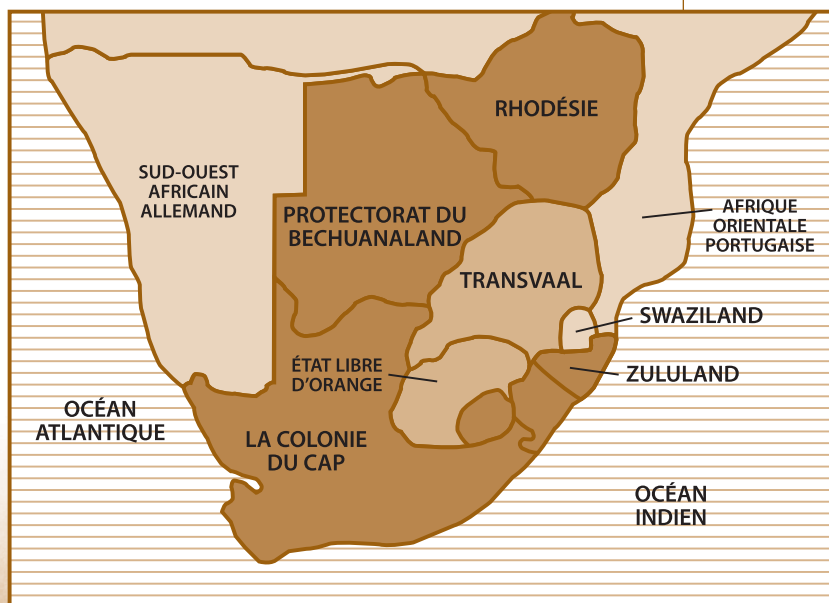 RHODÉSIE
SUD-OUEST
AFRICAIN
ALLEMAND
PROTECTORAT DU
BECHUANALAND
AFRIQUE
ORIENTALE
PORTUGAISE
TRANSVAAL
SWAZILAND
ÉTAT LIBRE
D'ORANGE
ZULULAND
OCÉAN
ATLANTIQUE
LA COLONIE
DU CAP
OCÉAN
INDIEN